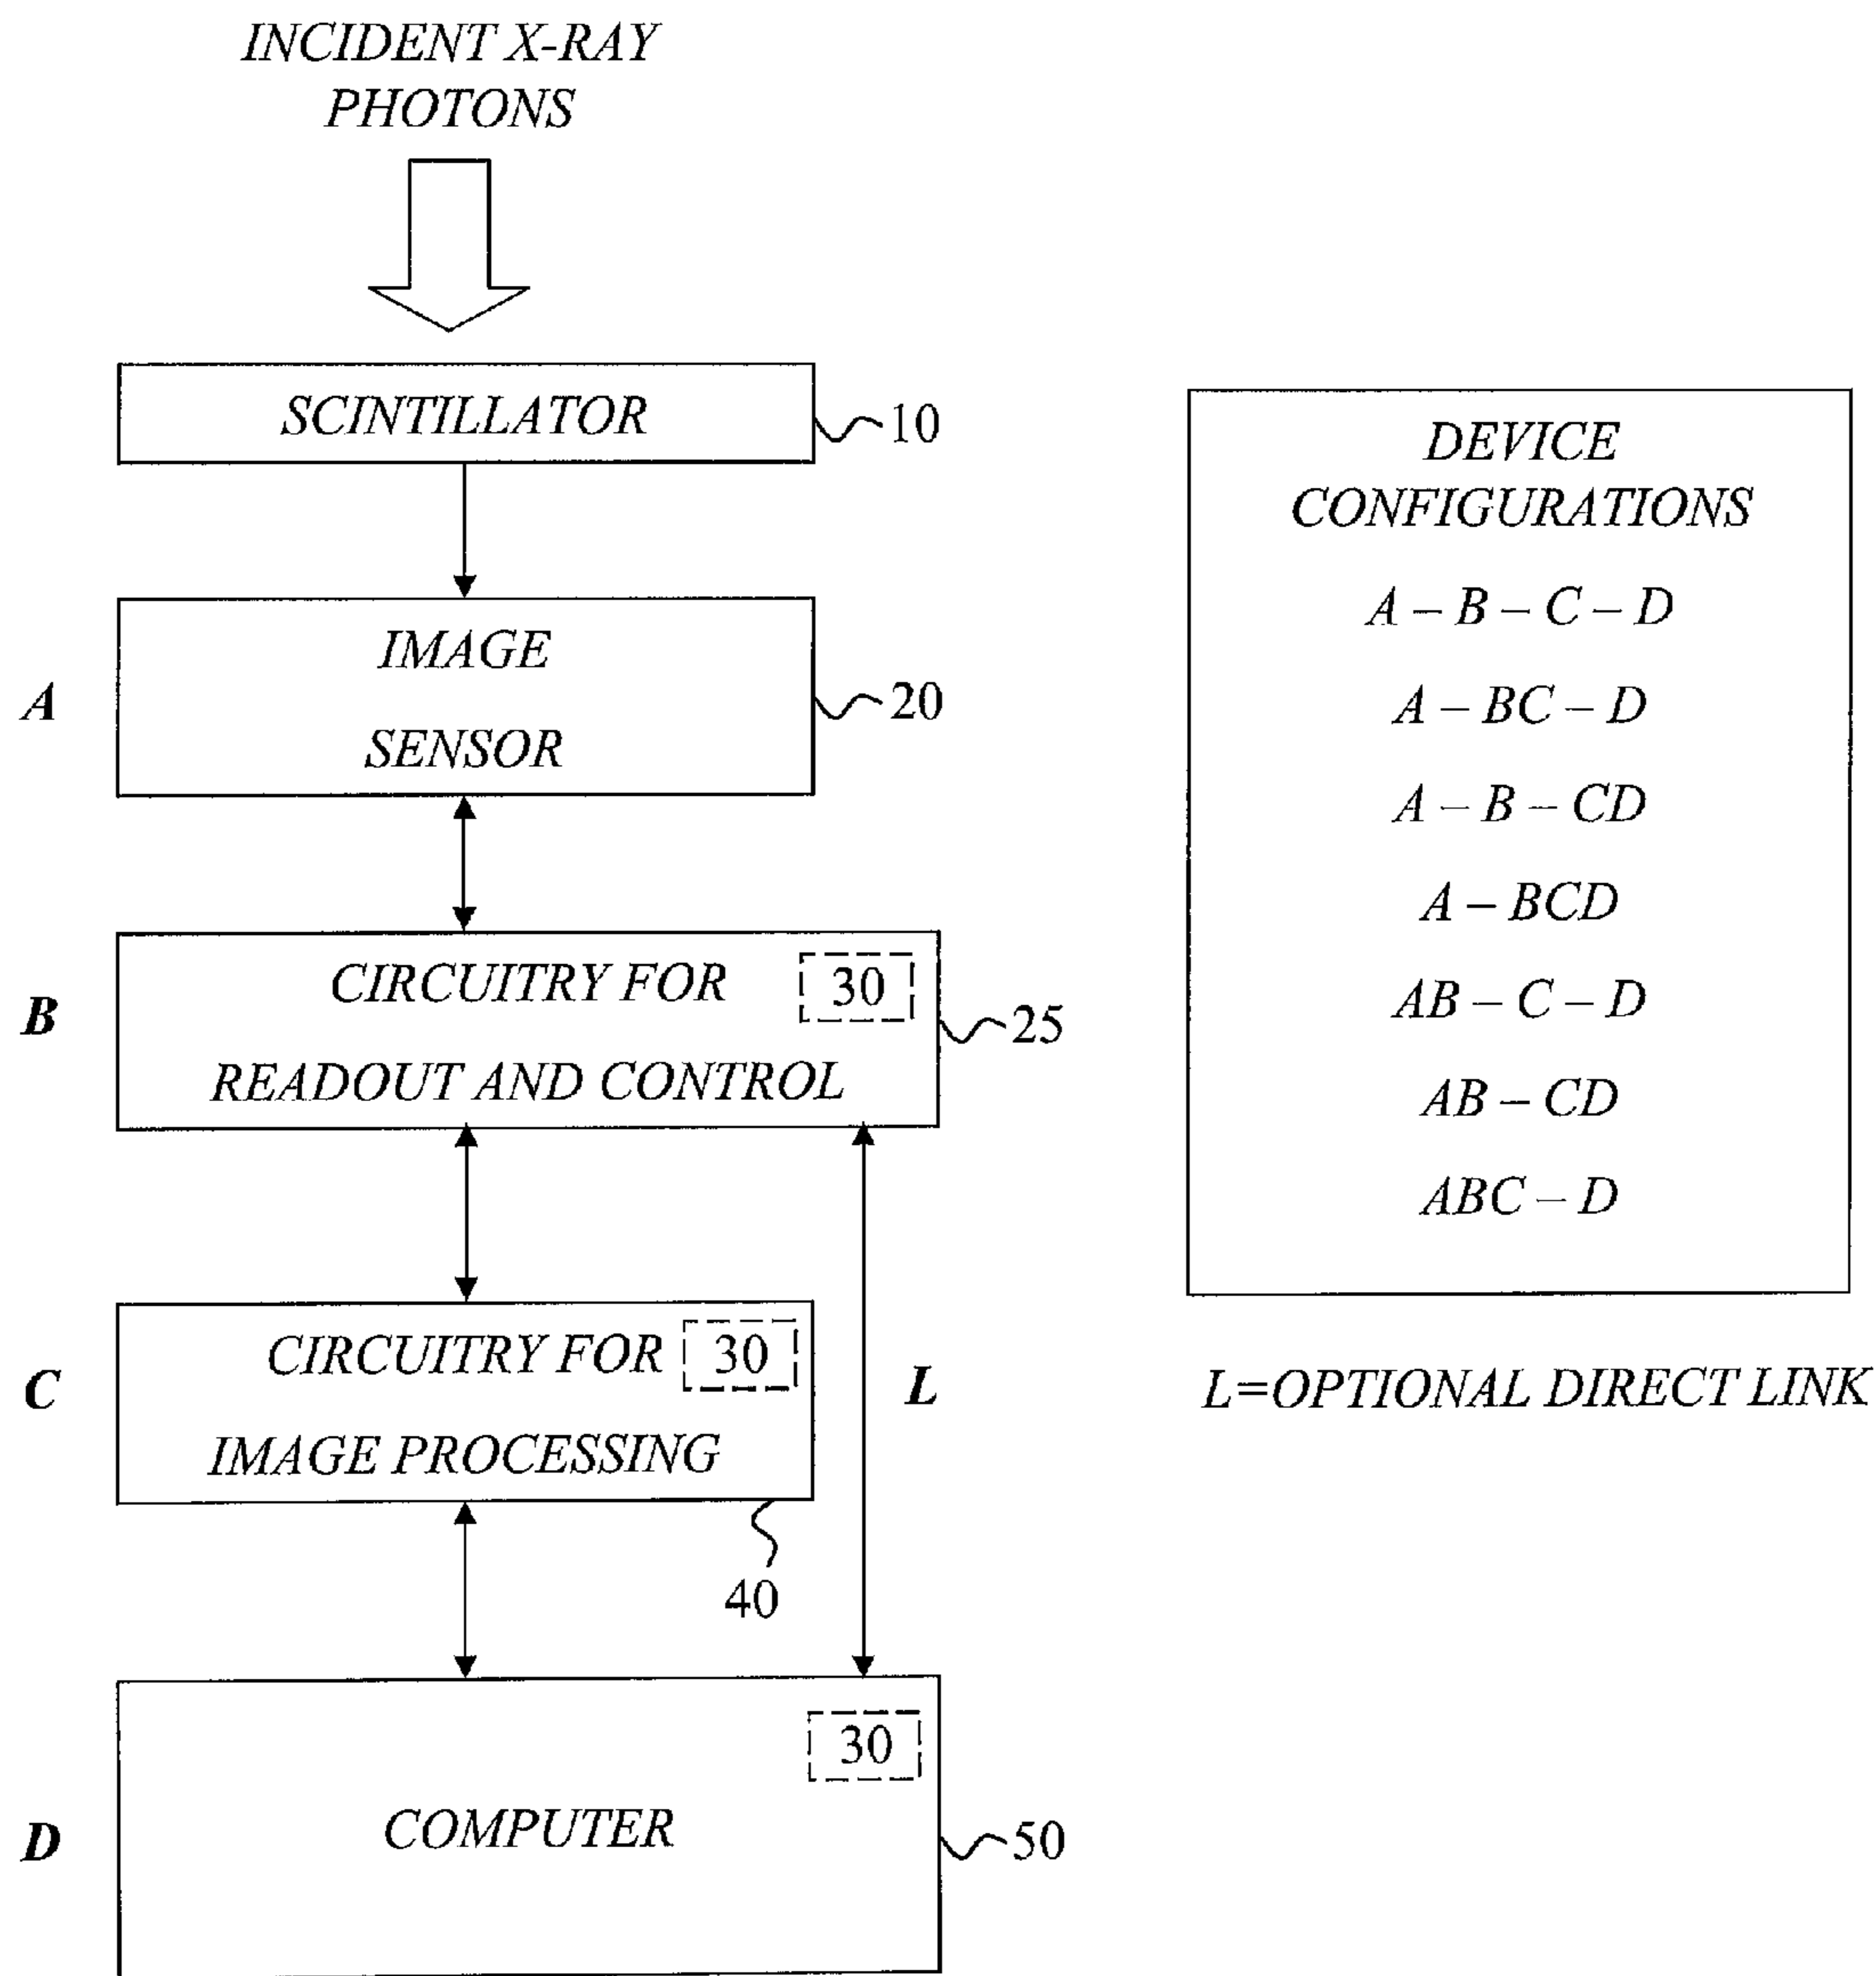 INCIDENT X-RAY
PHOTONS
SCINTILLATOR
10
A
IMAGE
SENSOR
20
B
CIRCUITRY FOR
30
READOUT AND CONTROL
25
C
CIRCUITRY FOR
30
IMAGE PROCESSING
40
L
D
30
COMPUTER
50
DEVICE
CONFIGURATIONS
A – B – C – D
A – BC – D
A – B – CD
A – BCD
AB – C – D
AB – CD
ABC – D
L=OPTIONAL DIRECT LINK